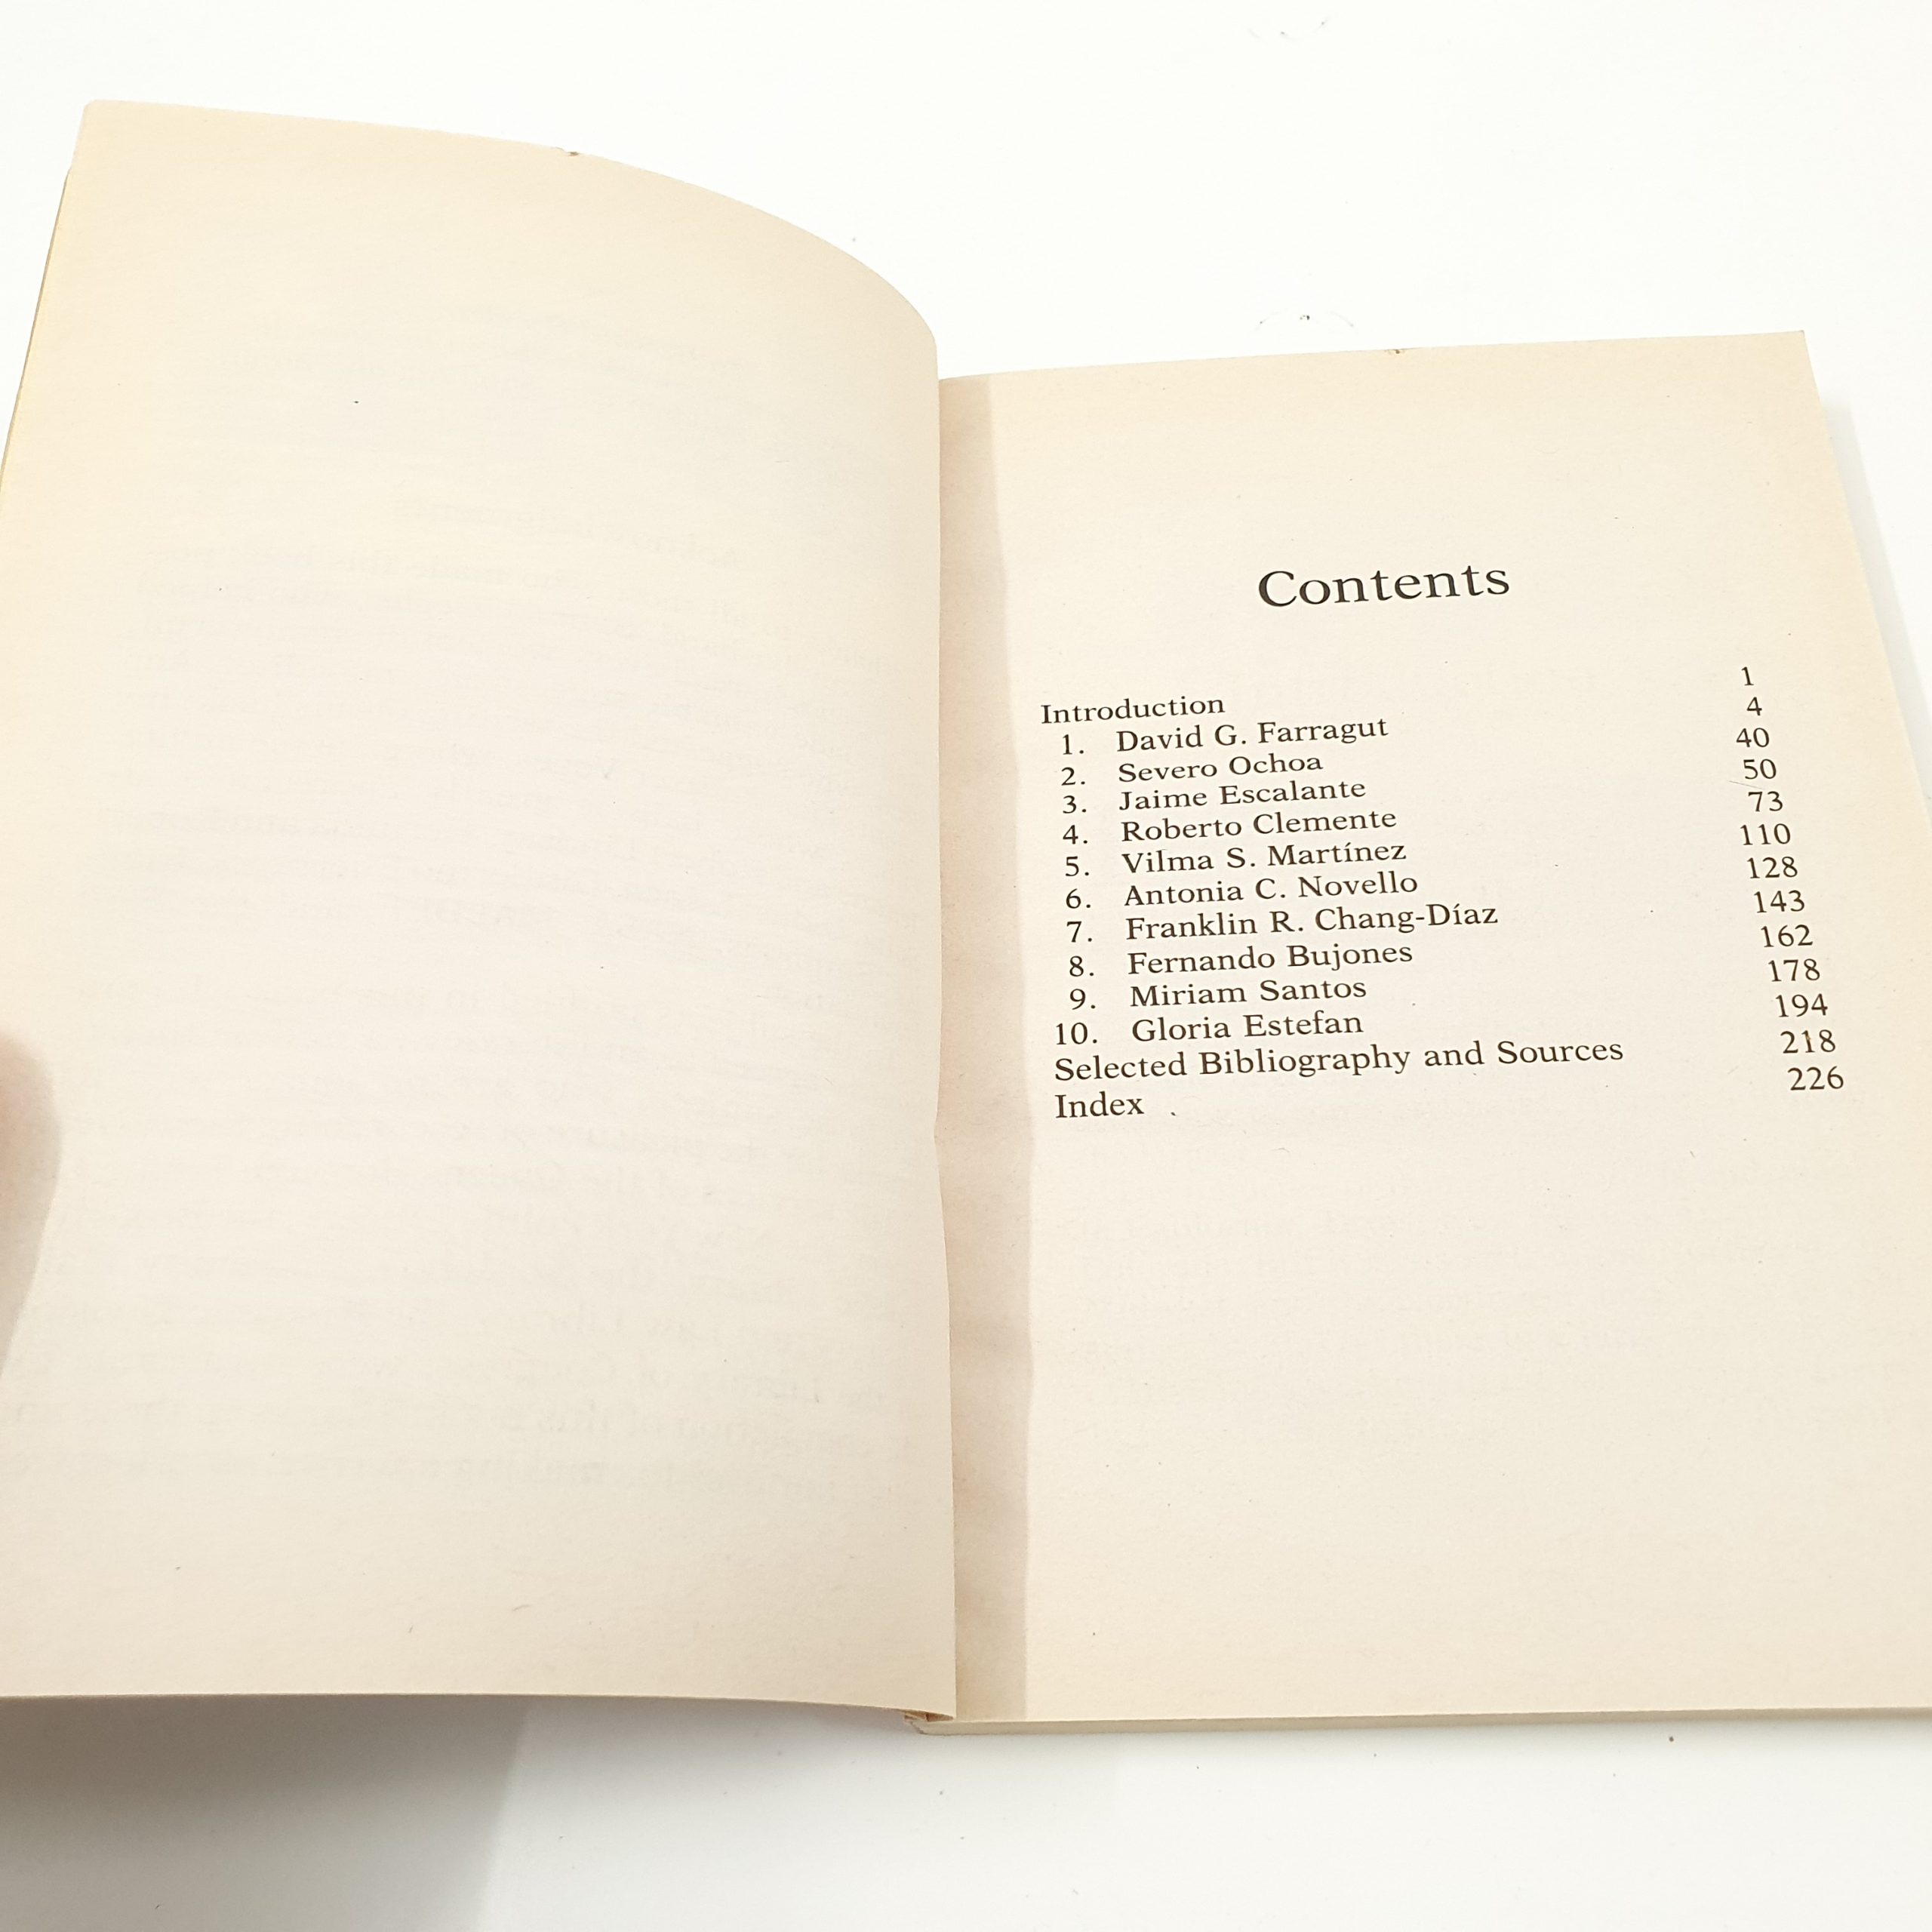 Contents
Introduction 1
1. David G. Farragut 4
2. Severo Ochoa 40
3. Jaime Escalante 50
4. Roberto Clemente 73
5. Vilma S. Martínez 110
6. Antonia C. Novello 128
7. Franklin R. Chang-Díaz 143
8. Fernando Bujones 162
9. Miriam Santos 178
10. Gloria Estefan 194
Selected Bibliography and Sources 218
Index 226